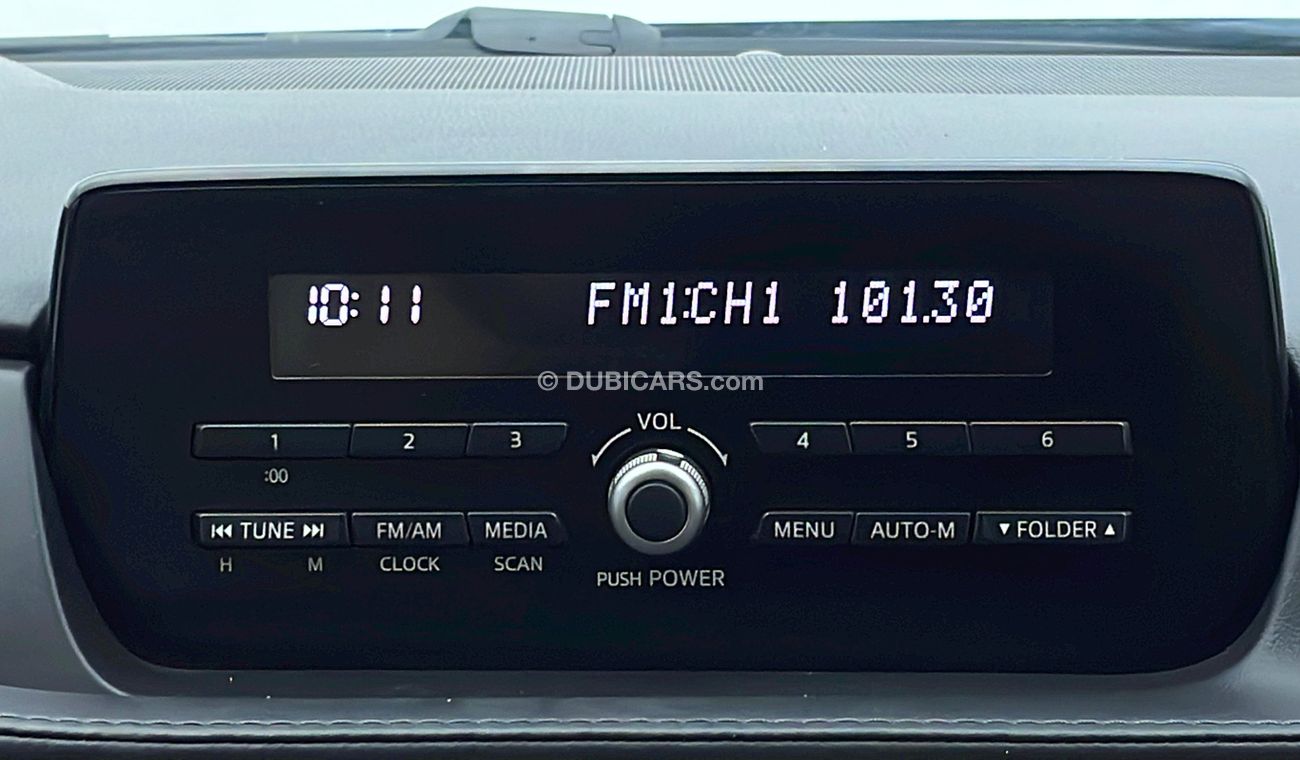 10:11 FM1:CH1 101.30
© DUBICARS.com
VOL
1 2 3 4 5 6
:00
⏮ TUNE ⏭ FM/AM MEDIA MENU AUTO-M ▼ FOLDER ▲
H M CLOCK SCAN
PUSH POWER